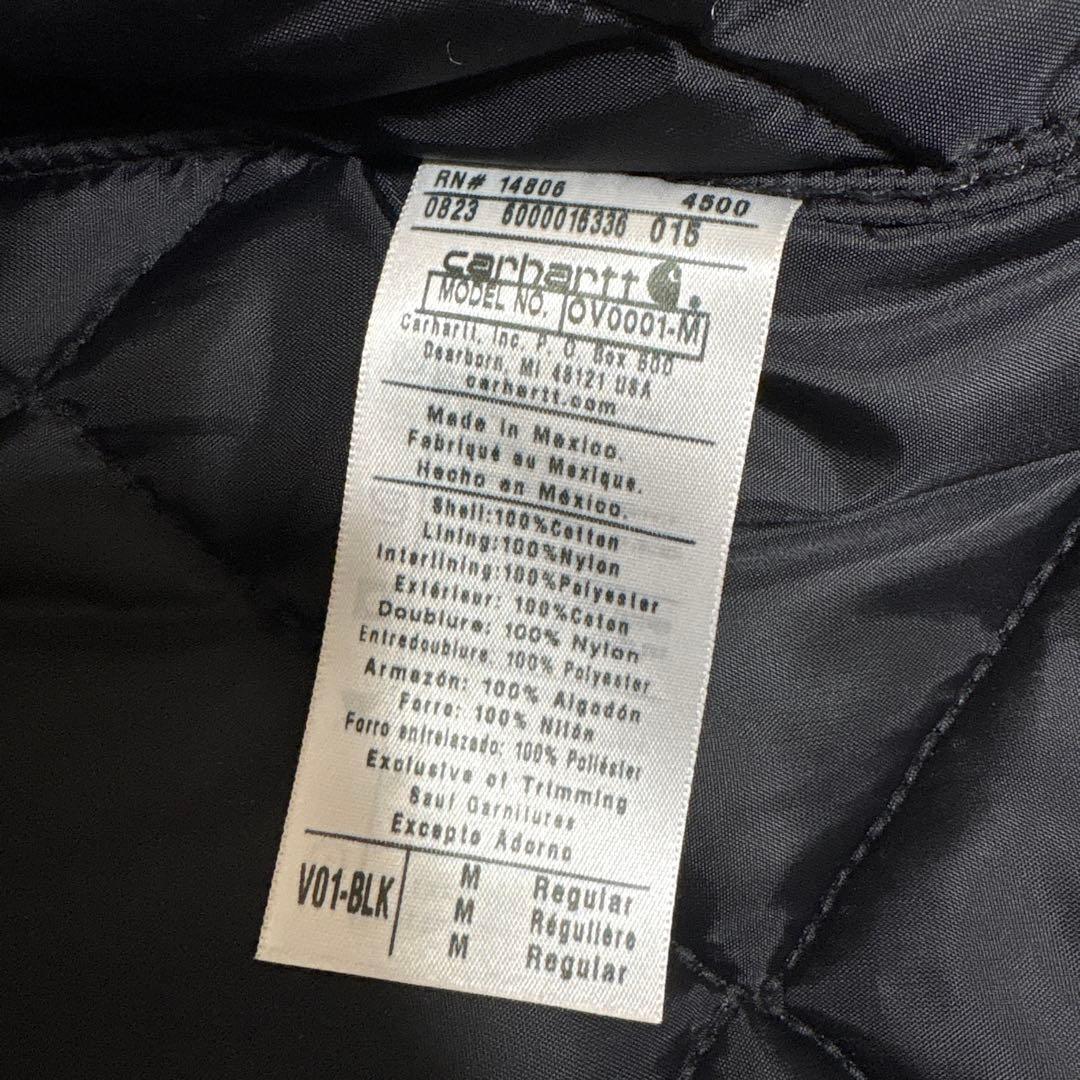 RN# 14806 4500
0823 6000016336 015
carhartt
MODEL NO. OV0001-M
Carhartt, Inc. P. O. Box 600
Dearborn, MI 48121 USA
carhartt.com
Made in Mexico.
Fabriqué au Mexique.
Hecho en México.
Shell:100%Cotton
Lining:100%Nylon
Interlining:100%Polyester
Extérieur: 100%Coton
Doublure: 100% Nylon
Entredoublure: 100% Polyester
Armazón: 100% Algodón
Forro: 100% Nilón
Forro entrelazado: 100% Poliéster
Exclusive of Trimming
Sauf Garnitures
Excepto Adorno
V01-BLK
M Regular
M Régulière
M Regular